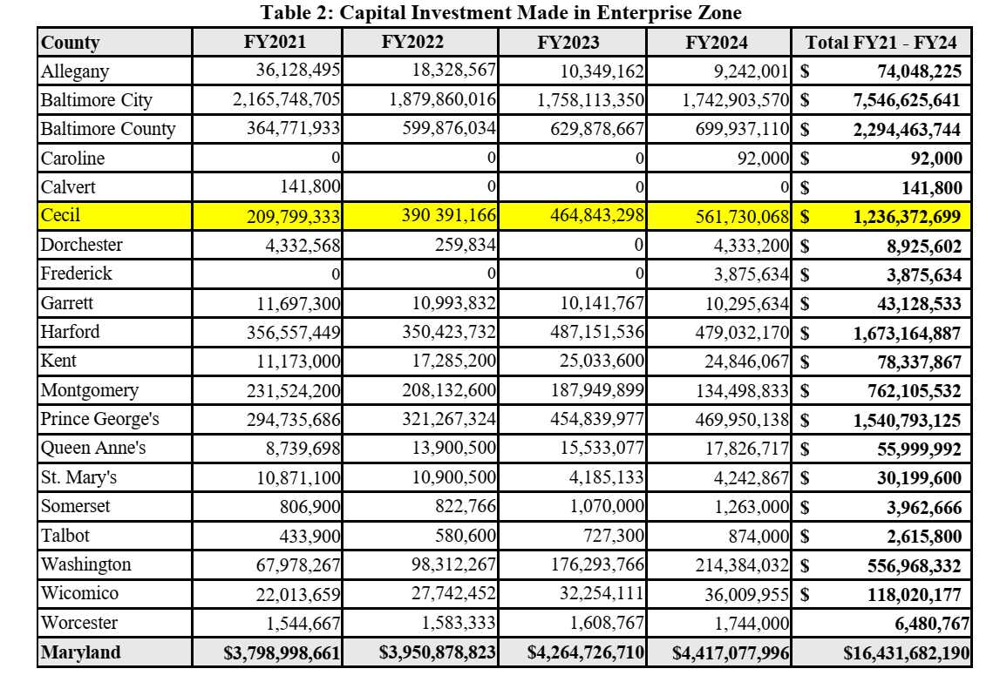 Table 2: Capital Investment Made in Enterprise Zone
County FY2021 FY2022 FY2023 FY2024 Total FY21 - FY24
Allegany 36,128,495 18,328,567 10,349,162 9,242,001 $ 74,048,225
Baltimore City 2,165,748,705 1,879,860,016 1,758,113,350 1,742,903,570 $ 7,546,625,641
Baltimore County 364,771,933 599,876,034 629,878,667 699,937,110 $ 2,294,463,744
Caroline 0 0 0 92,000 $ 92,000
Calvert 141,800 0 0 0 $ 141,800
Cecil 209,799,333 390 391,166 464,843,298 561,730,068 $ 1,236,372,699
Dorchester 4,332,568 259,834 0 4,333,200 $ 8,925,602
Frederick 0 0 0 3,875,634 $ 3,875,634
Garrett 11,697,300 10,993,832 10,141,767 10,295,634 $ 43,128,533
Harford 356,557,449 350,423,732 487,151,536 479,032,170 $ 1,673,164,887
Kent 11,173,000 17,285,200 25,033,600 24,846,067 $ 78,337,867
Montgomery 231,524,200 208,132,600 187,949,899 134,498,833 $ 762,105,532
Prince George's 294,735,686 321,267,324 454,839,977 469,950,138 $ 1,540,793,125
Queen Anne's 8,739,698 13,900,500 15,533,077 17,826,717 $ 55,999,992
St. Mary's 10,871,100 10,900,500 4,185,133 4,242,867 $ 30,199,600
Somerset 806,900 822,766 1,070,000 1,263,000 $ 3,962,666
Talbot 433,900 580,600 727,300 874,000 $ 2,615,800
Washington 67,978,267 98,312,267 176,293,766 214,384,032 $ 556,968,332
Wicomico 22,013,659 27,742,452 32,254,111 36,009,955 $ 118,020,177
Worcester 1,544,667 1,583,333 1,608,767 1,744,000 6,480,767
Maryland $3,798,998,661 $3,950,878,823 $4,264,726,710 $4,417,077,996 $16,431,682,190